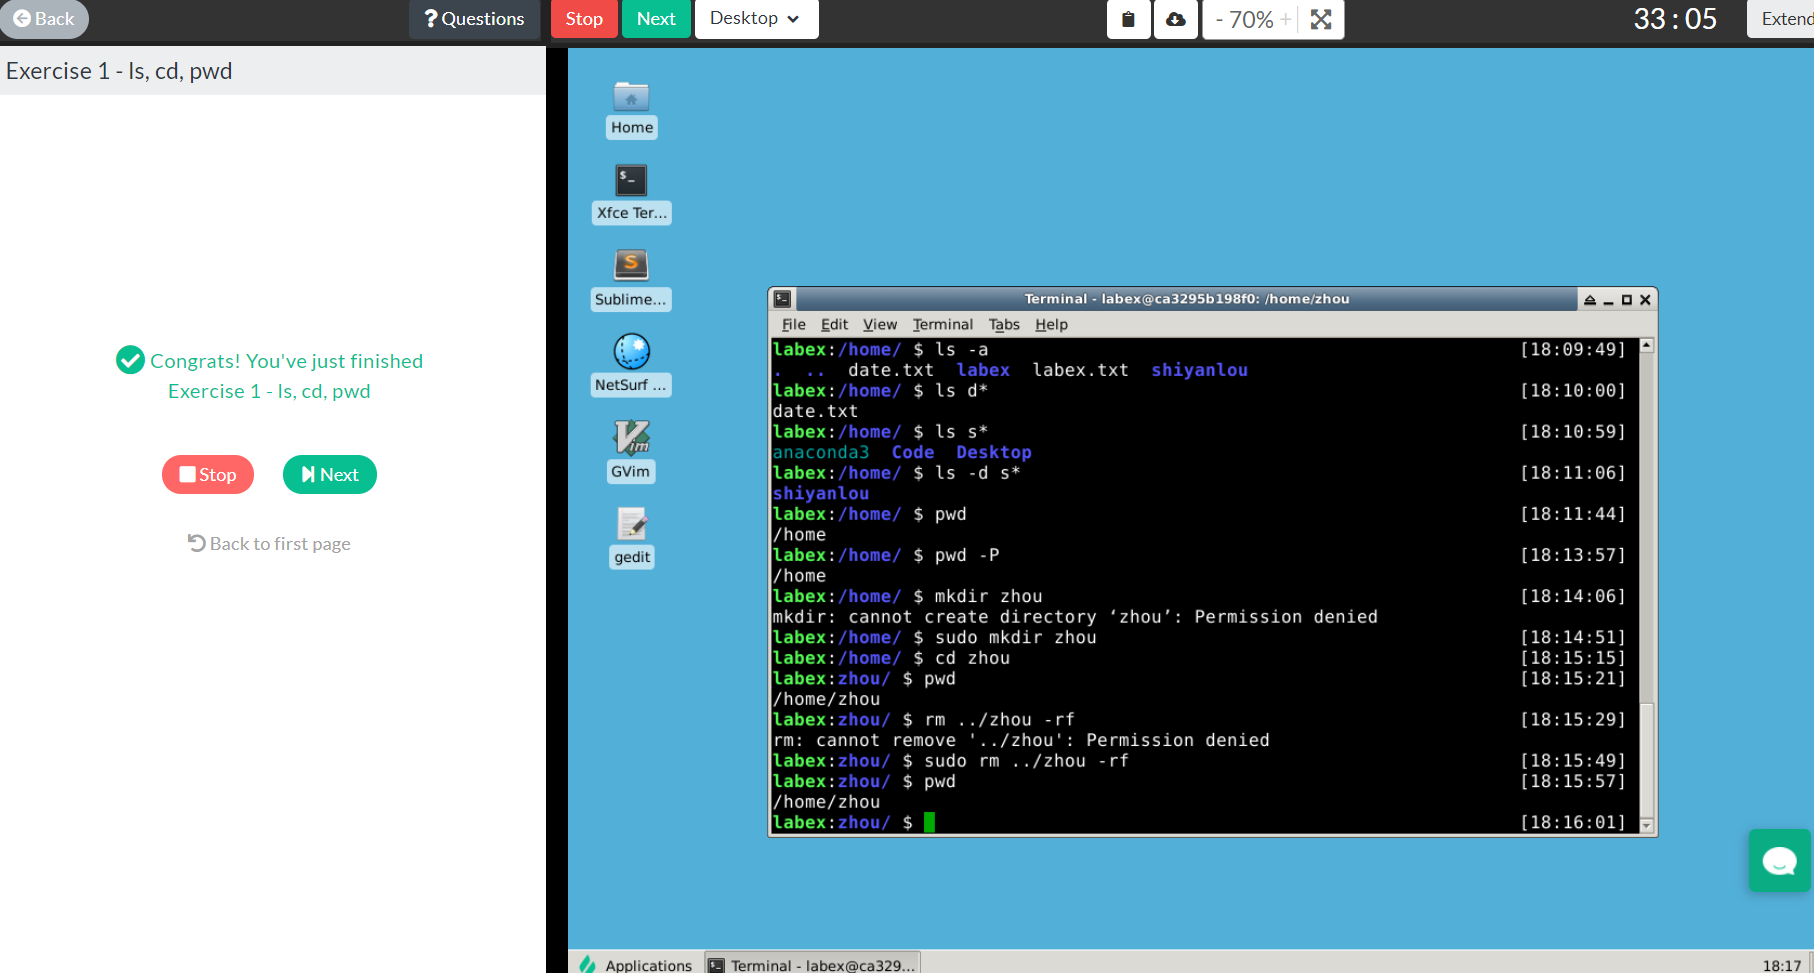 Back
? Questions
Stop
Next
Desktop
- 70% +
33 : 05
Extend
Exercise 1 - ls, cd, pwd
Congrats! You've just finished
Exercise 1 - ls, cd, pwd
Stop
Next
Back to first page
Home
Xfce Ter...
Sublime...
NetSurf ...
GVim
gedit
Terminal - labex@ca3295b198f0: /home/zhou
File Edit View Terminal Tabs Help
labex:/home/ $ ls -a [18:09:49]
. .. date.txt labex labex.txt shiyanlou
labex:/home/ $ ls d* [18:10:00]
date.txt
labex:/home/ $ ls s* [18:10:59]
anaconda3 Code Desktop
labex:/home/ $ ls -d s* [18:11:06]
shiyanlou
labex:/home/ $ pwd [18:11:44]
/home
labex:/home/ $ pwd -P [18:13:57]
/home
labex:/home/ $ mkdir zhou [18:14:06]
mkdir: cannot create directory ‘zhou’: Permission denied
labex:/home/ $ sudo mkdir zhou [18:14:51]
labex:/home/ $ cd zhou [18:15:15]
labex:zhou/ $ pwd [18:15:21]
/home/zhou
labex:zhou/ $ rm ../zhou -rf [18:15:29]
rm: cannot remove '../zhou': Permission denied
labex:zhou/ $ sudo rm ../zhou -rf [18:15:49]
labex:zhou/ $ pwd [18:15:57]
/home/zhou
labex:zhou/ $ [18:16:01]
Applications
Terminal - labex@ca329...
18:17